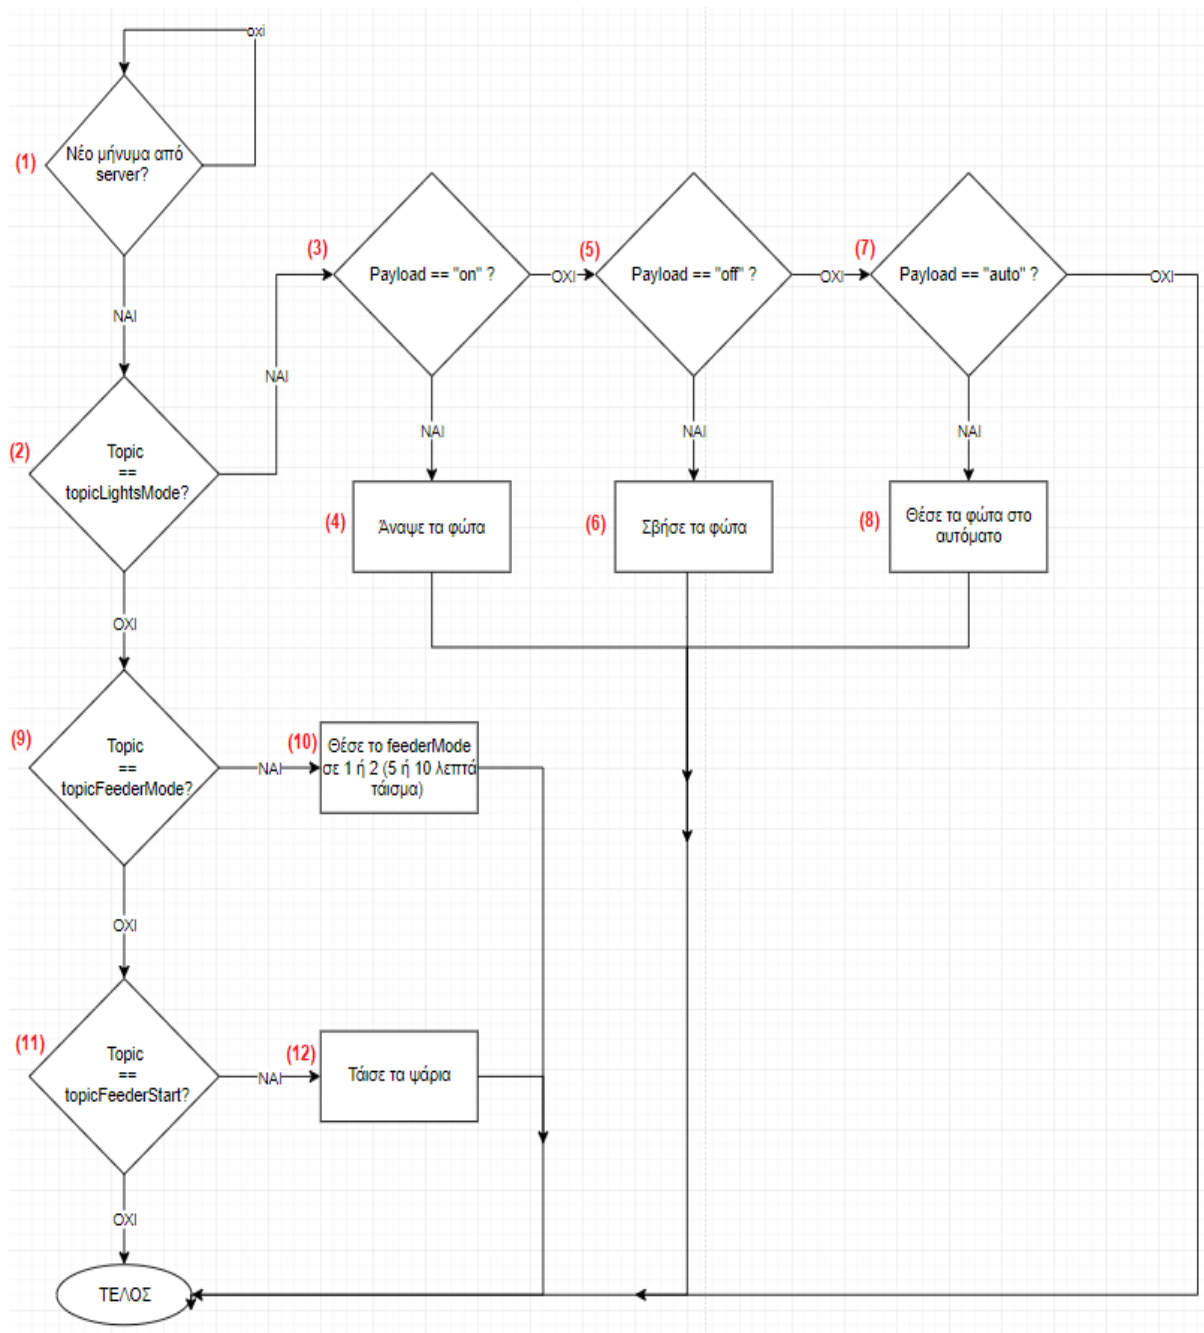 οχι
(1)
Νέο μήνυμα από
server?
ΝΑΙ
(2)
Topic
==
topicLightsMode?
ΝΑΙ
(3)
Payload == "on" ?
ΟΧΙ
(5)
Payload == "off" ?
ΟΧΙ
(7)
Payload == "auto" ?
ΟΧΙ
ΝΑΙ
ΝΑΙ
ΝΑΙ
(4)
Άναψε τα φώτα
(6)
Σβήσε τα φώτα
(8)
Θέσε τα φώτα στο
αυτόματο
ΟΧΙ
(9)
Topic
==
topicFeederMode?
ΝΑΙ
(10)
Θέσε το feederMode
σε 1 ή 2 (5 ή 10 λεπτά
τάισμα)
ΟΧΙ
(11)
Topic
==
topicFeederStart?
ΝΑΙ
(12)
Τάισε τα ψάρια
ΟΧΙ
ΤΕΛΟΣ